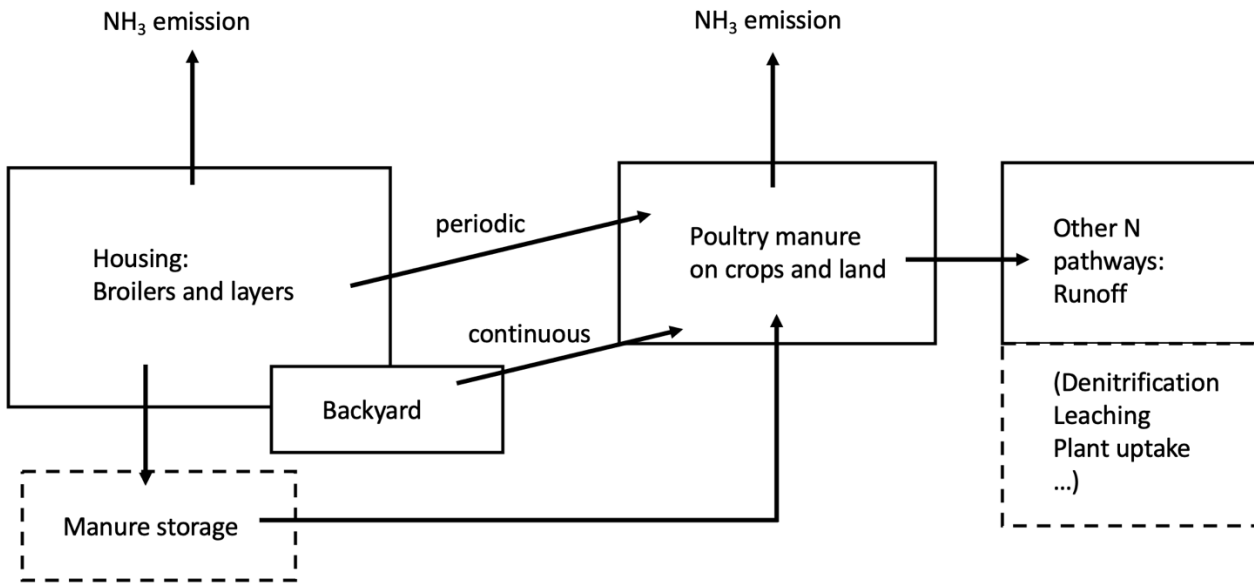 NH₃ emission
NH₃ emission
Housing:
Broilers and layers
periodic
continuous
Backyard
Manure storage
Poultry manure
on crops and land
Other N
pathways:
Runoff
(Denitrification
Leaching
Plant uptake
...)